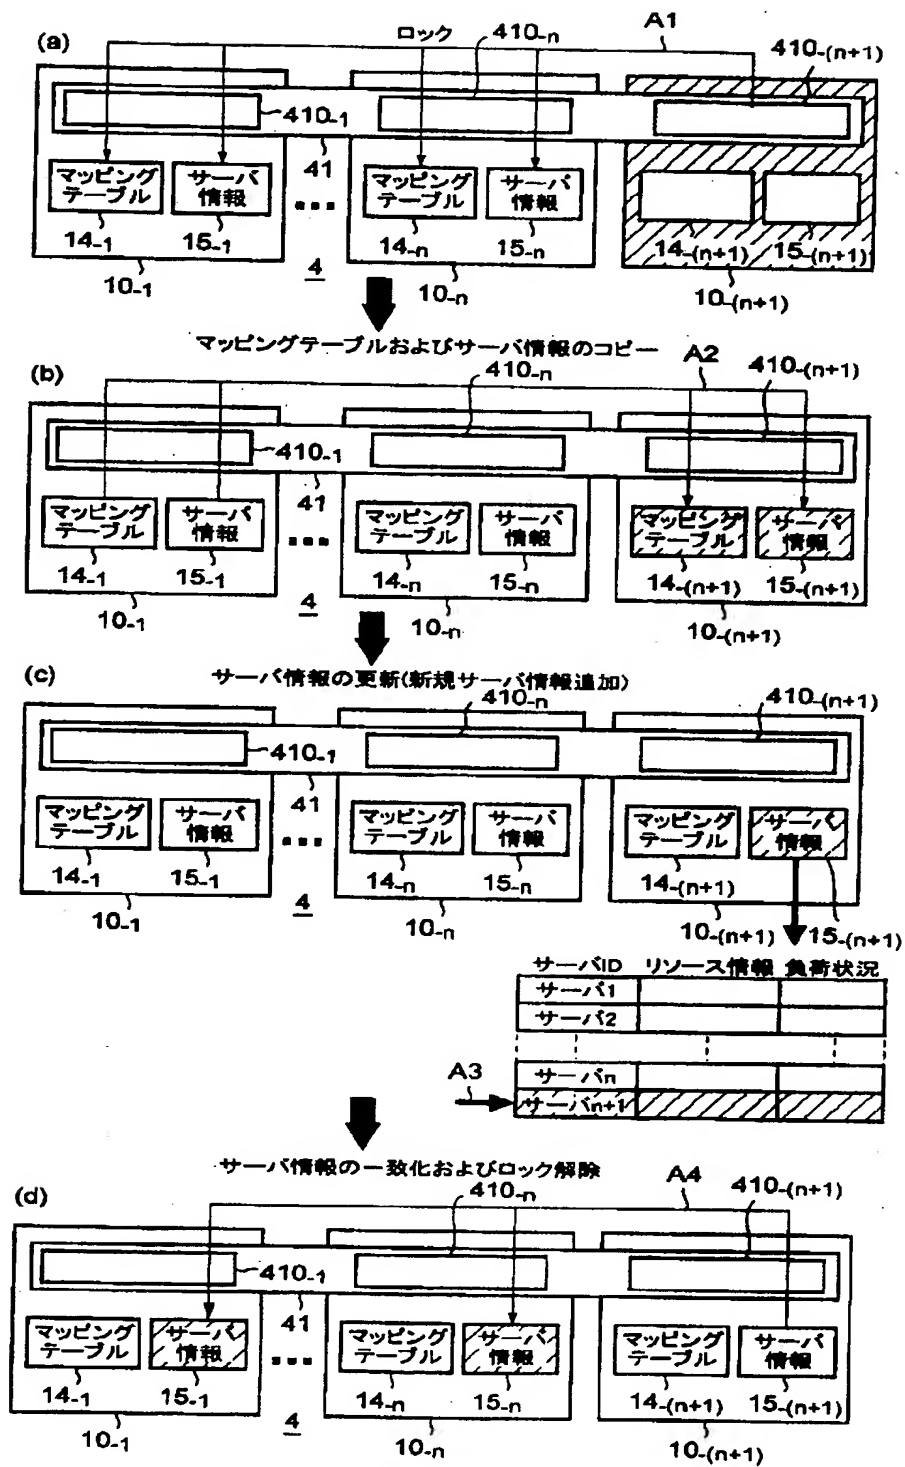 (a)
ロック
410-n
A1
410-(n+1)
410-1
41
マッピング
テーブル
サーバ
情報
マッピング
テーブル
サーバ
情報
14-1
15-1
14-n
15-n
14-(n+1)
15-(n+1)
10-1
4
10-n
10-(n+1)
マッピングテーブルおよびサーバ情報のコピー
(b)
410-n
A2
410-(n+1)
410-1
41
マッピング
テーブル
サーバ
情報
マッピング
テーブル
サーバ
情報
マッピング
テーブル
サーバ
情報
14-1
15-1
14-n
15-n
14-(n+1)
15-(n+1)
10-1
4
10-n
10-(n+1)
(c)
サーバ情報の更新(新規サーバ情報追加)
410-n
410-(n+1)
410-1
41
マッピング
テーブル
サーバ
情報
マッピング
テーブル
サーバ
情報
マッピング
テーブル
サーバ
情報
14-1
15-1
14-n
15-n
14-(n+1)
15-(n+1)
10-1
4
10-n
10-(n+1)
サーバID リソース情報 負荷状況
サーバ1
サーバ2
サーバn
A3
サーバn+1
サーバ情報の一致化およびロック解除
(d)
410-n
A4
410-(n+1)
410-1
41
マッピング
テーブル
サーバ
情報
マッピング
テーブル
サーバ
情報
マッピング
テーブル
サーバ
情報
14-1
15-1
14-n
15-n
14-(n+1)
15-(n+1)
10-1
4
10-n
10-(n+1)